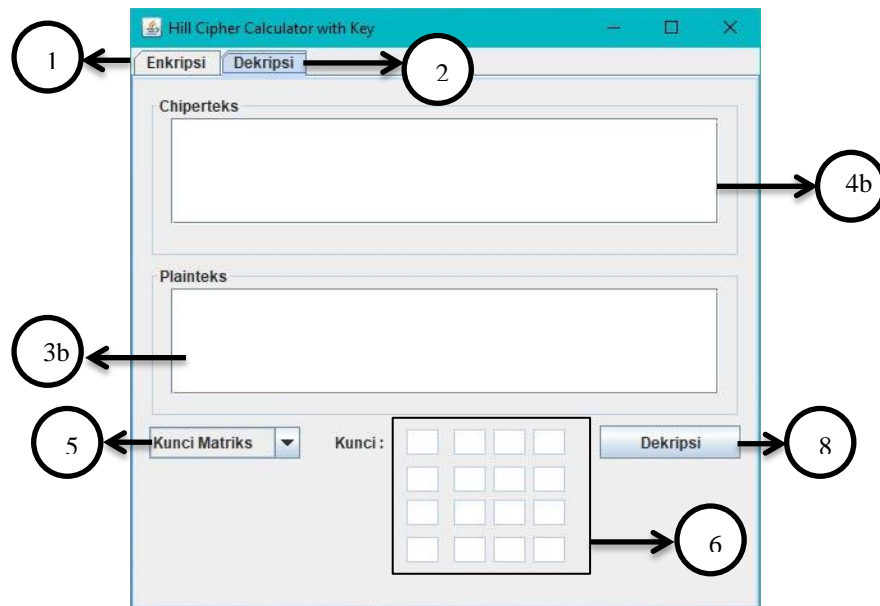 Hill Cipher Calculator with Key
1
Enkripsi
Dekripsi
2
Chiperteks
4b
Plainteks
3b
5
Kunci Matriks
Kunci :
Dekripsi
8
6